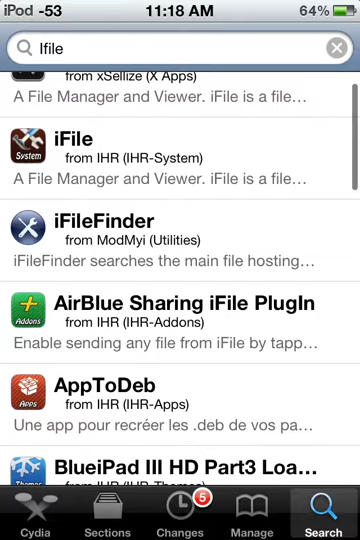 iPod -53 11:18 AM 64%
Ifile
from xSellize (X Apps)
A File Manager and Viewer. iFile is a file…
System
iFile
from IHR (IHR-System)
A File Manager and Viewer. iFile is a file…
iFileFinder
from ModMyi (Utilities)
iFileFinder searches the main file hosting…
Addons
AirBlue Sharing iFile PlugIn
from IHR (IHR-Addons)
Enable sending any file from iFile by tapp…
Apps
AppToDeb
from IHR (IHR-Apps)
Une app pour recréer les .deb de vos pa…
Themes
BlueiPad III HD Part3 Loa…
from IHR (IHR-Themes)
5
Cydia Sections Changes Manage Search